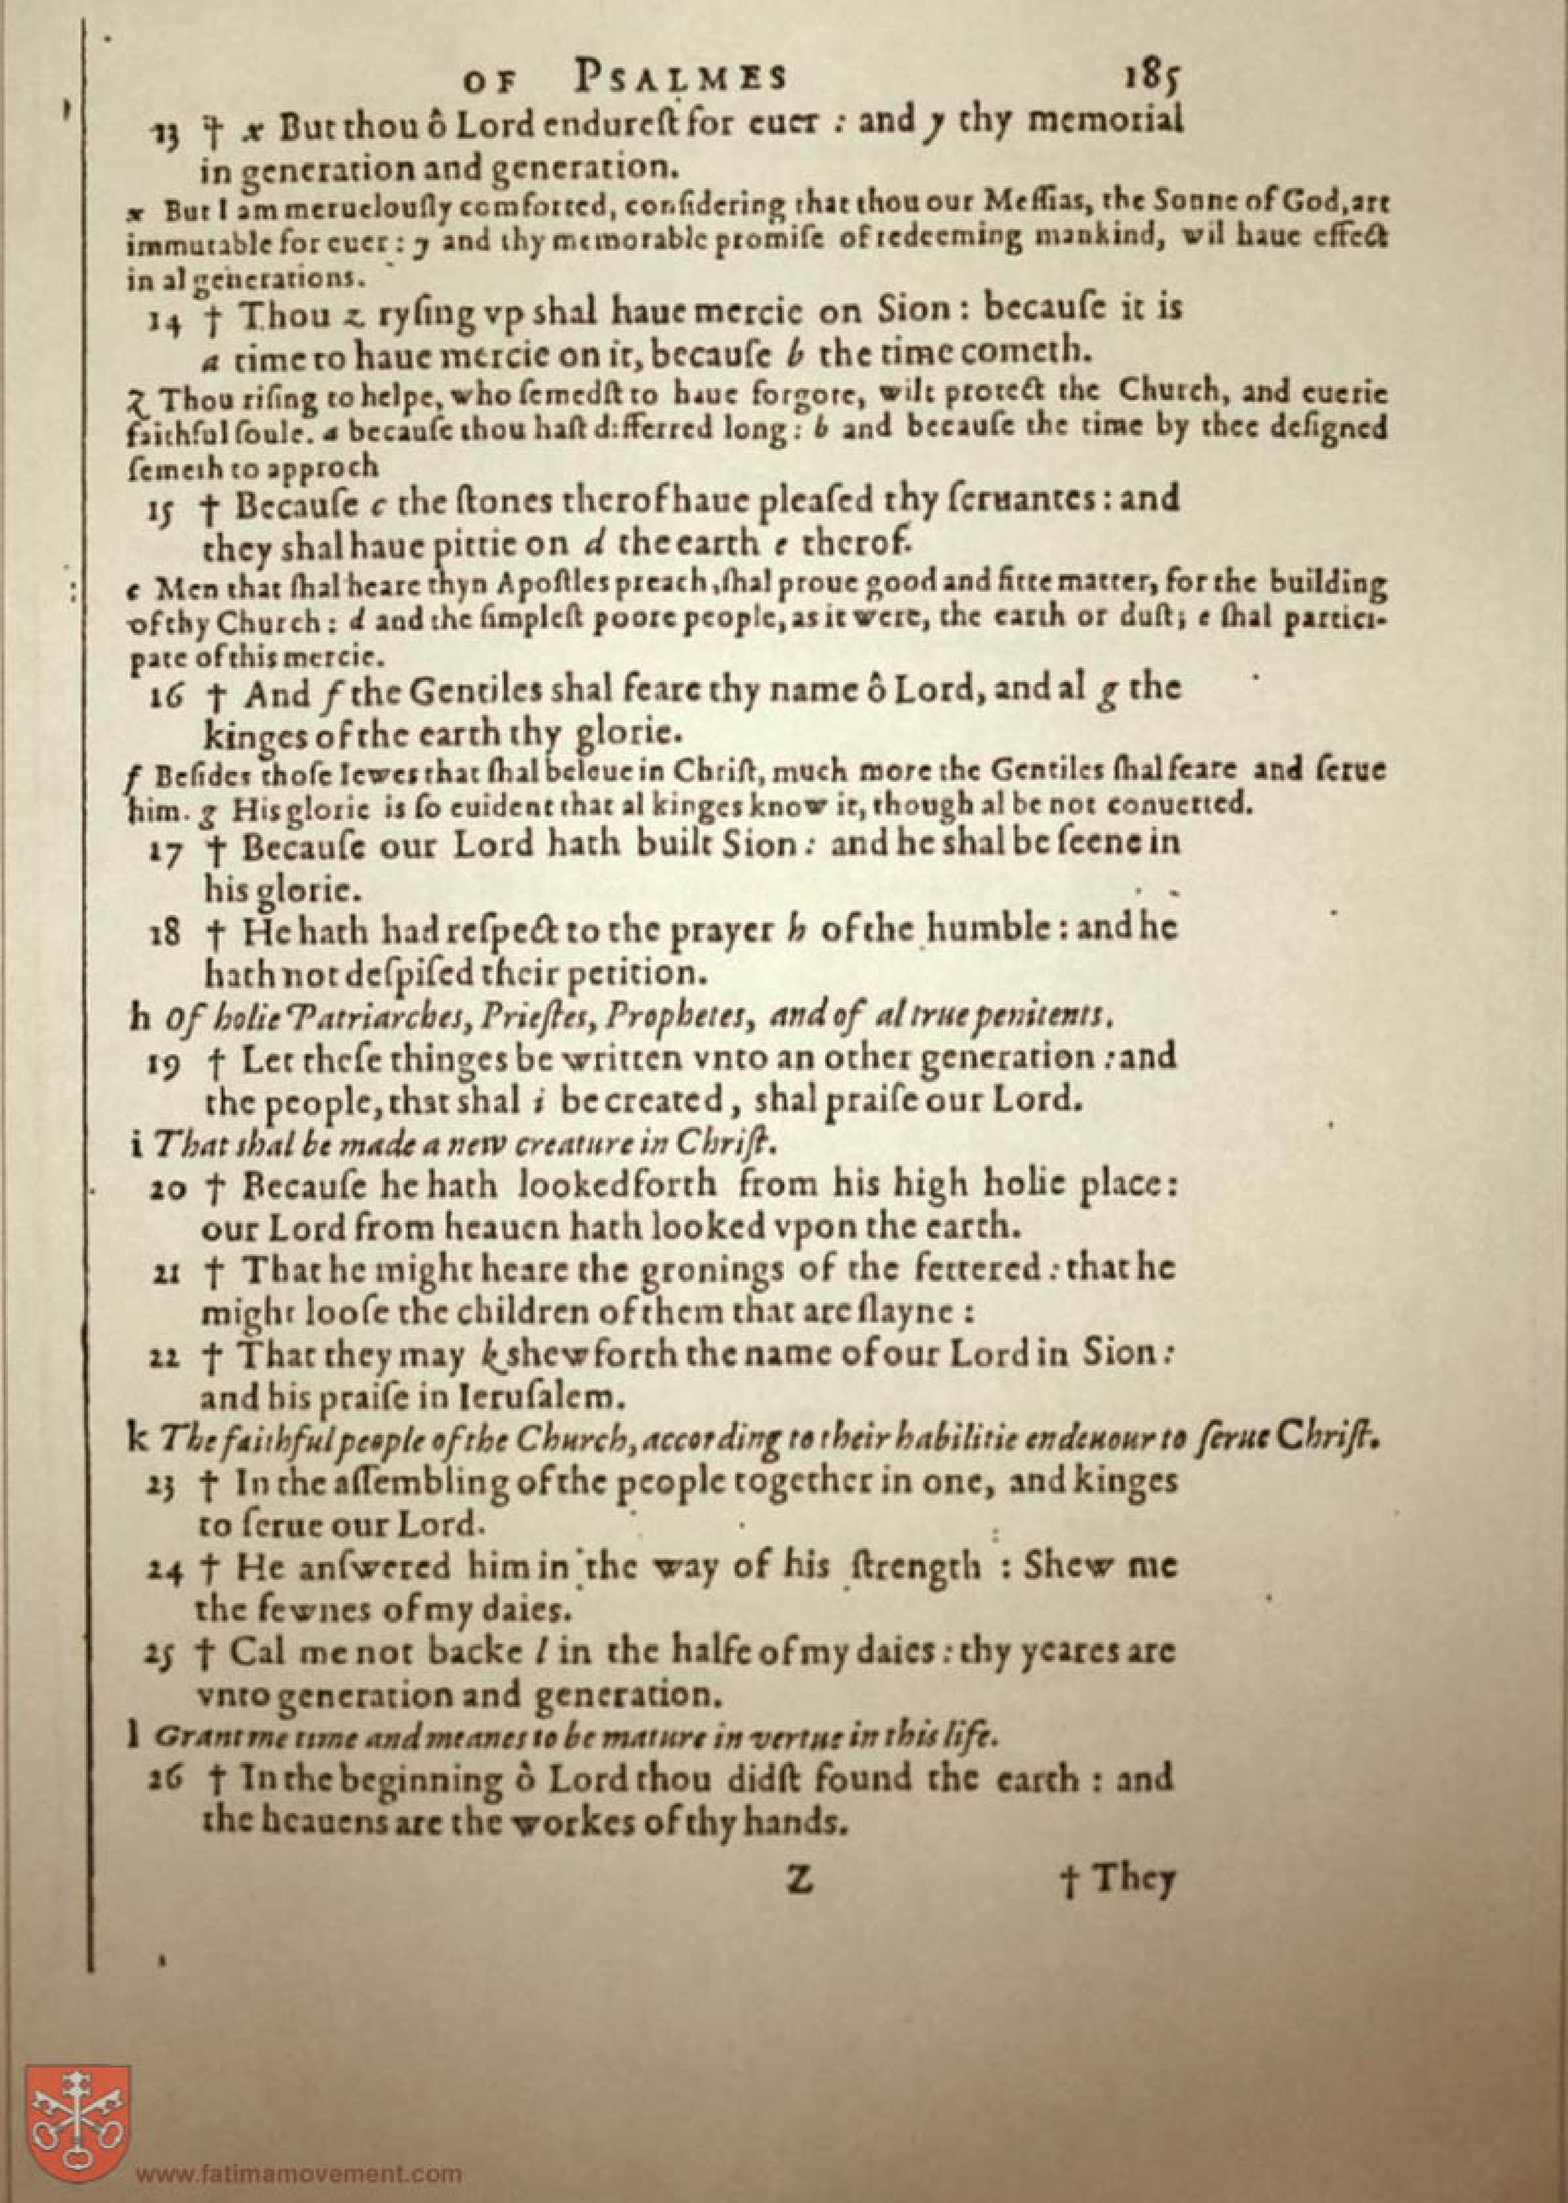 OF PSALMES 185
13 † x But thou ô Lord endureſt for euer : and y thy memorial
in generation and generation.
x But I am merueloufly comforted, conſidering that thou our Meſſias, the Sonne of God, art
immutable for euer : y and thy memorable promiſe of redeeming mankind, wil haue effect
in al generations.
14 † Thou z ryſing vp shal haue mercie on Sion : becauſe it is
a time to haue mercie on it, becauſe b the time cometh.
z Thou riſing to helpe, who ſemedſt to haue forgote, wilt protect the Church, and euerie
faithful ſoule. a becauſe thou haſt differred long : b and becauſe the time by thee deſigned
ſemeth to approch
15 † Becauſe c the ſtones therof haue pleaſed thy ſeruantes : and
they shal haue pittie on d the earth e therof.
c Men that ſhal heare thyn Apoſtles preach, ſhal proue good and fitte matter, for the building
of thy Church : d and the ſimpleſt poore people, as it were, the earth or duſt; e ſhal partici-
pate of this mercie.
16 † And f the Gentiles shal feare thy name ô Lord, and al g the
kinges of the earth thy glorie.
f Beſides thoſe Iewes that ſhal beleue in Chriſt, much more the Gentiles ſhal feare and ſerue
him. g His glorie is ſo euident that al kinges know it, though al be not conuerted.
17 † Becauſe our Lord hath built Sion : and he shal be ſeene in
his glorie.
18 † He hath had reſpect to the prayer h of the humble : and he
hath not deſpiſed their petition.
h Of holie Patriarches, Prieſtes, Prophetes, and of al true penitents.
19 † Let theſe thinges be written vnto an other generation : and
the people, that shal i be created, shal praiſe our Lord.
i That shal be made a new creature in Chriſt.
20 † Becauſe he hath looked forth from his high holie place :
our Lord from heauen hath looked vpon the earth.
21 † That he might heare the gronings of the fettered : that he
might looſe the children of them that are ſlayne :
22 † That they may k shew forth the name of our Lord in Sion :
and his praiſe in Ieruſalem.
k The faithful people of the Church, according to their habilitie endeuour to ſerue Chriſt.
23 † In the aſſembling of the people together in one, and kinges
to ſerue our Lord.
24 † He anſwered him in the way of his ſtrength : Shew me
the fewnes of my daies.
25 † Cal me not backe l in the halfe of my daies : thy yeares are
vnto generation and generation.
l Grant me time and meanes to be mature in vertue in this life.
26 † In the beginning ô Lord thou didſt found the earth : and
the heauens are the workes of thy hands.
Z † They
www.fatimamovement.com